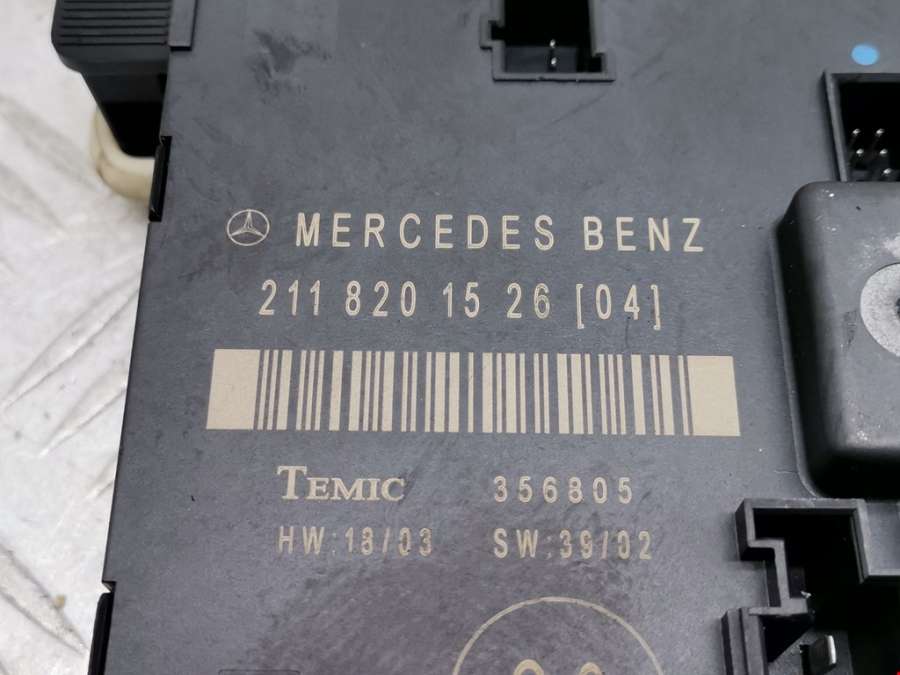 MERCEDES BENZ
211 820 15 26 [04]
TEMIC 356805
HW:18/03 SW:39/02